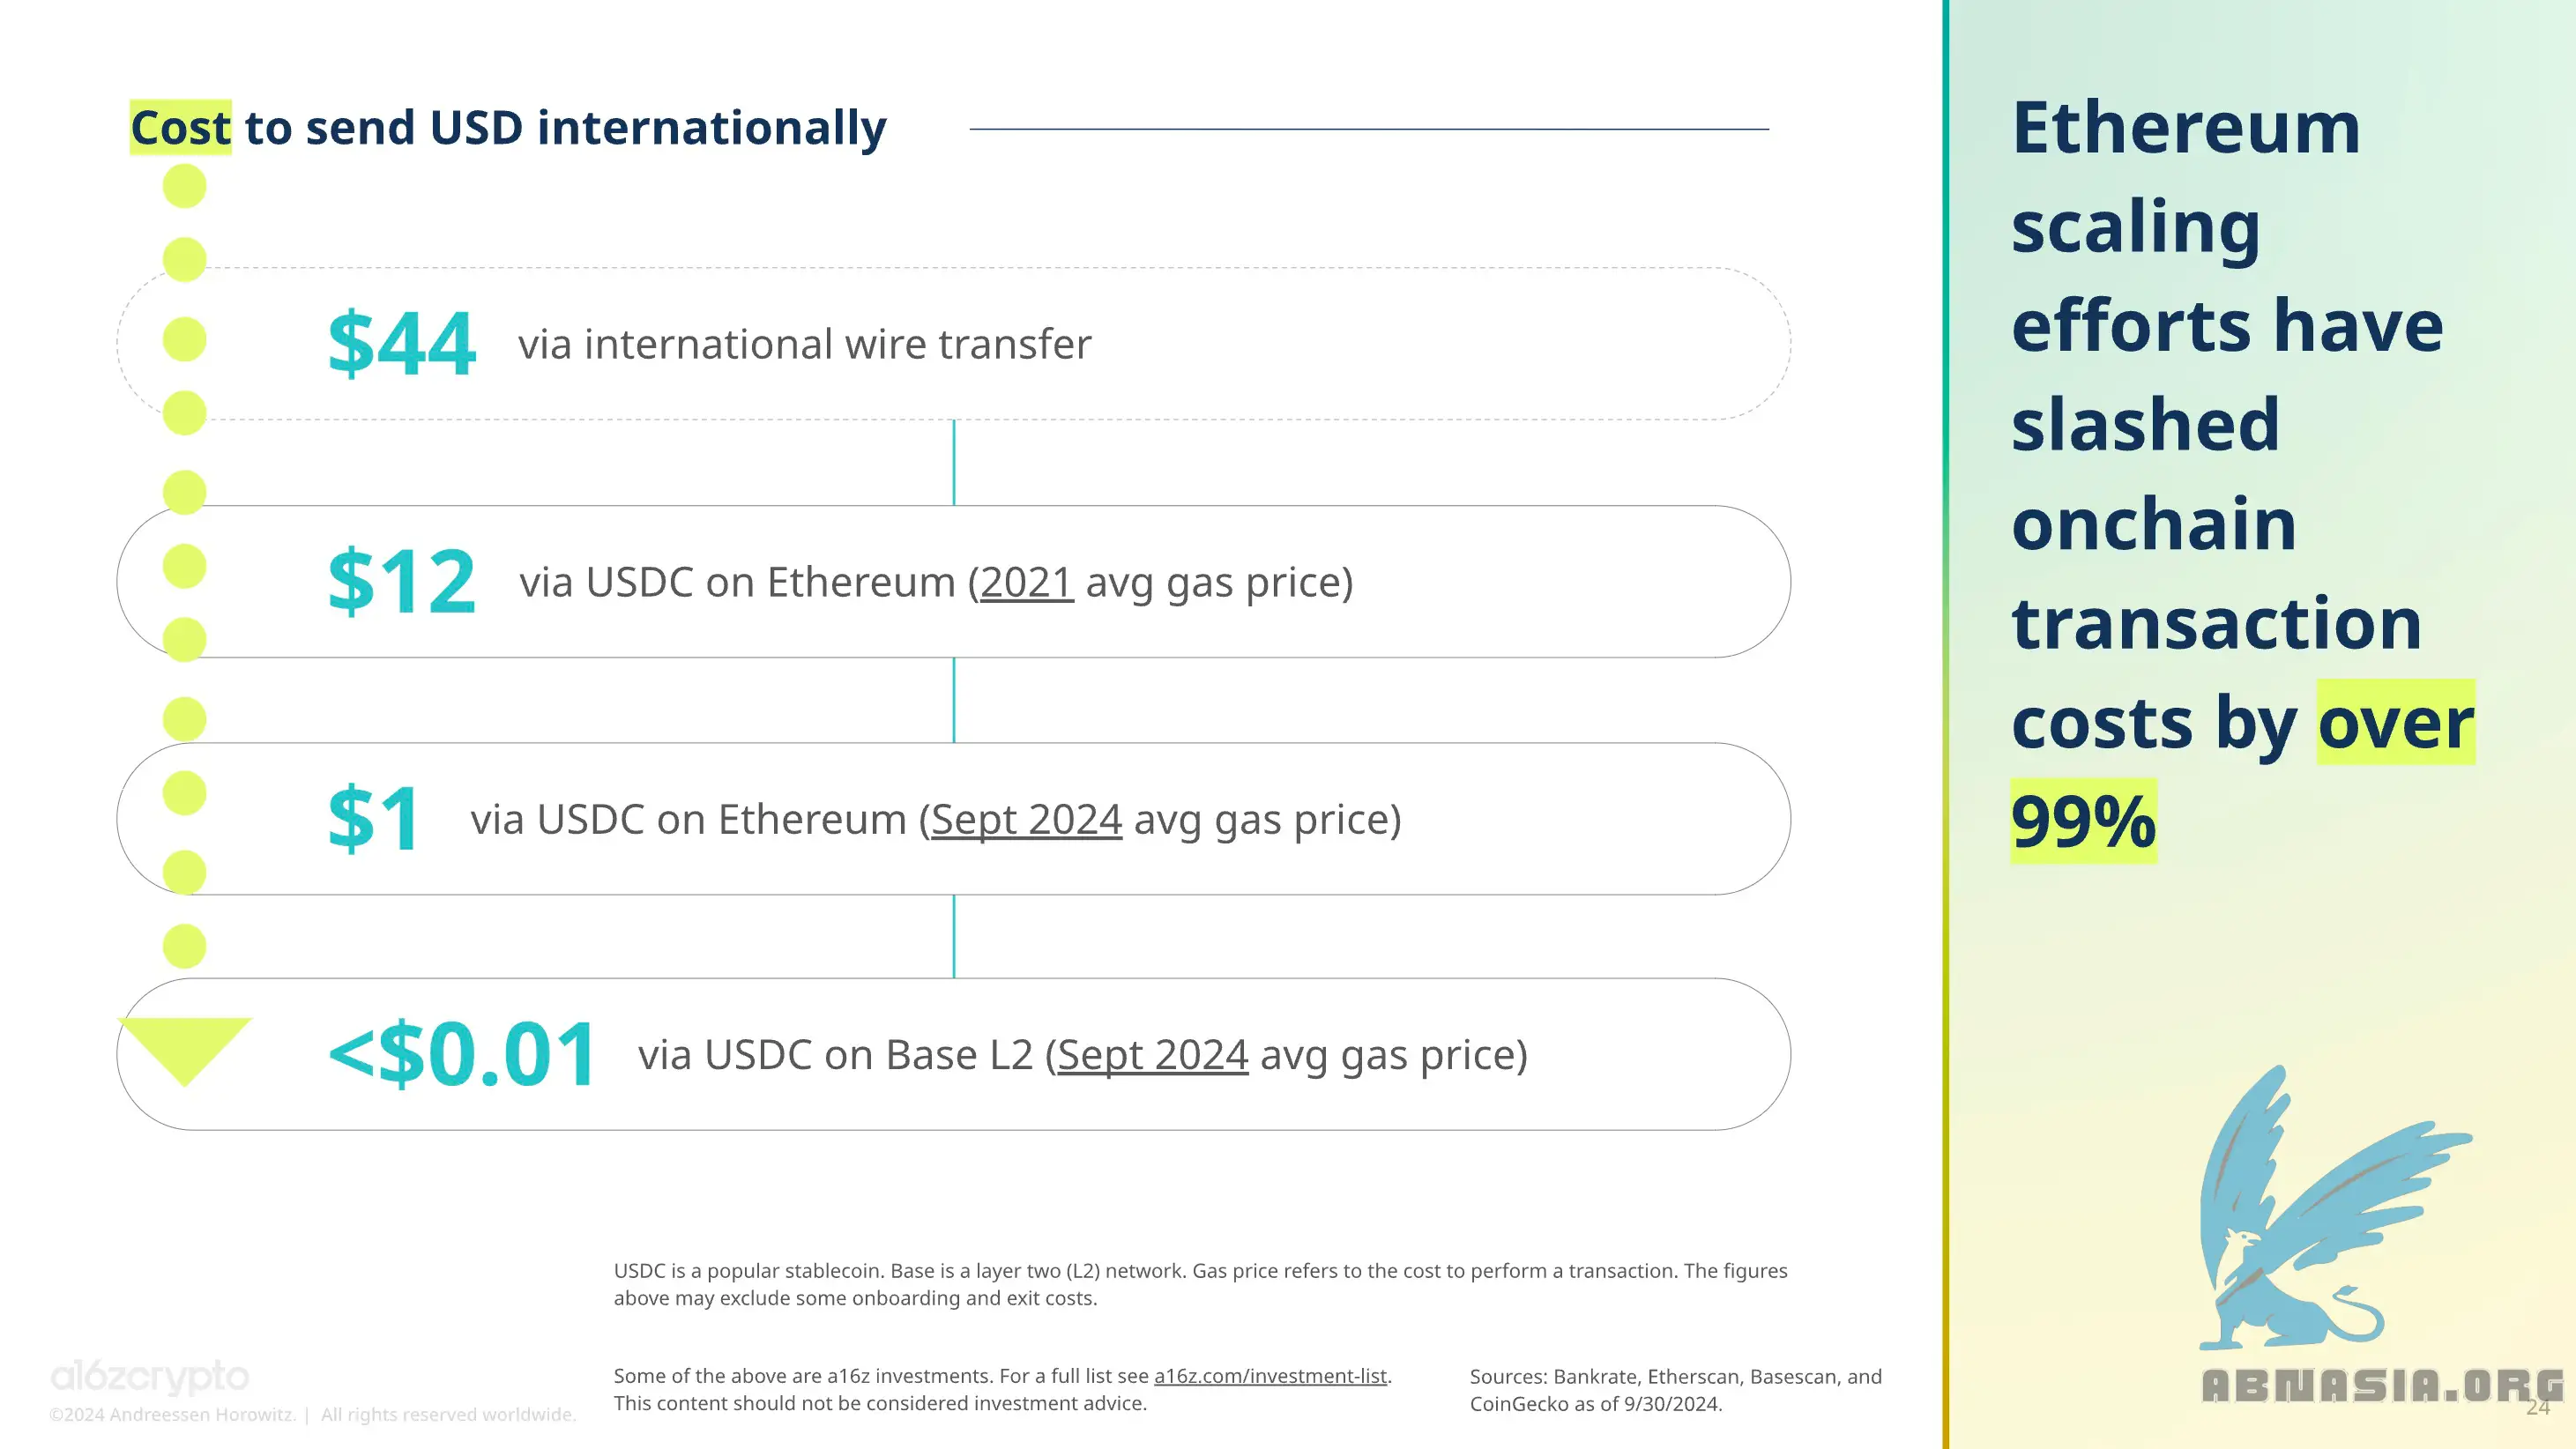 Cost to send USD internationally
$44 via international wire transfer
$12 via USDC on Ethereum (2021 avg gas price)
$1 via USDC on Ethereum (Sept 2024 avg gas price)
<$0.01 via USDC on Base L2 (Sept 2024 avg gas price)
USDC is a popular stablecoin. Base is a layer two (L2) network. Gas price refers to the cost to perform a transaction. The figures
above may exclude some onboarding and exit costs.
Some of the above are a16z investments. For a full list see a16z.com/investment-list.
This content should not be considered investment advice.
Sources: Bankrate, Etherscan, Basescan, and
CoinGecko as of 9/30/2024.
a16zcrypto
©2024 Andreessen Horowitz. | All rights reserved worldwide.
Ethereum
scaling
efforts have
slashed
onchain
transaction
costs by over
99%
ABNASIA.ORG
24